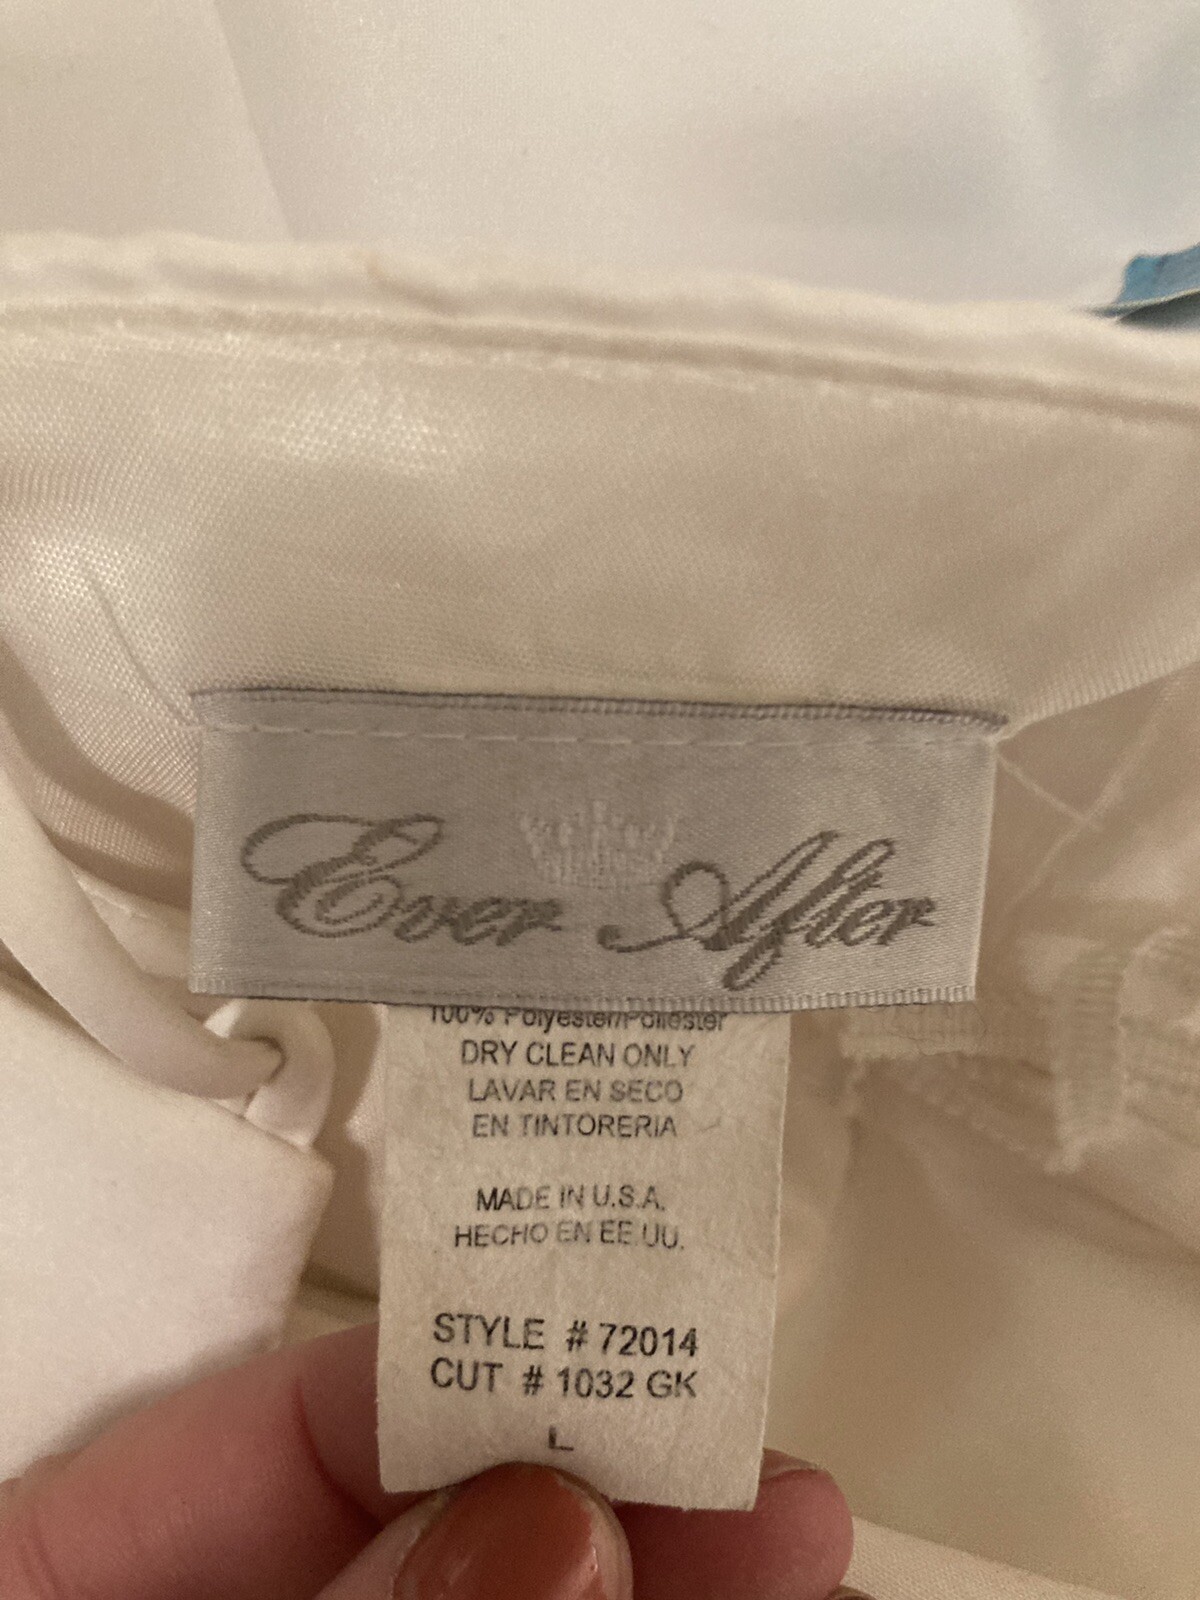 Ever After
100% Polyester/Poliester
DRY CLEAN ONLY
LAVAR EN SECO
EN TINTORERIA
MADE IN U.S.A.
HECHO EN EE.UU.
STYLE # 72014
CUT # 1032 GK
L